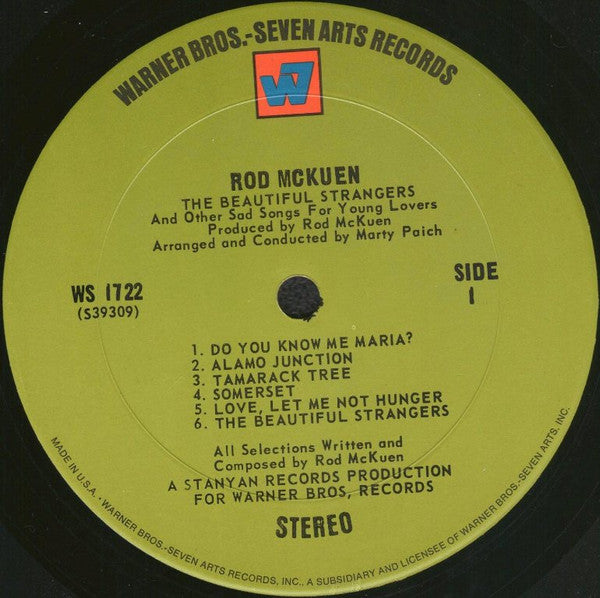 WARNER BROS.-SEVEN ARTS RECORDS
W7
ROD MCKUEN
THE BEAUTIFUL STRANGERS
And Other Sad Songs For Young Lovers
Produced by Rod McKuen
Arranged and Conducted by Marty Paich
WS 1722
(S39309)
SIDE
1
1. DO YOU KNOW ME MARIA?
2. ALAMO JUNCTION
3. TAMARACK TREE
4. SOMERSET
5. LOVE, LET ME NOT HUNGER
6. THE BEAUTIFUL STRANGERS
All Selections Written and
Composed by Rod McKuen
A STANYAN RECORDS PRODUCTION
FOR WARNER BROS, RECORDS
STEREO
MADE IN U.S.A. • WARNER BROS.-SEVEN ARTS RECORDS, INC., A SUBSIDIARY AND LICENSEE OF WARNER BROS.-SEVEN ARTS, INC.